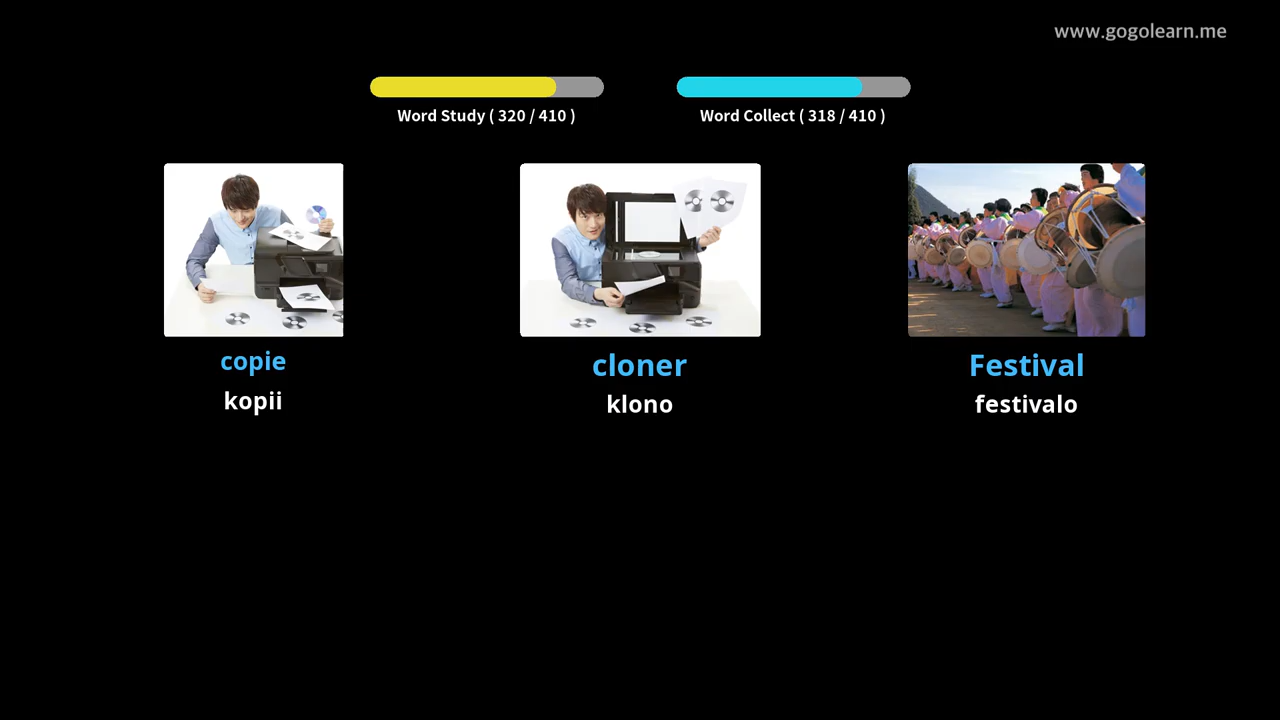 www.gogolearn.me
Word Study ( 320 / 410 )
Word Collect ( 318 / 410 )
copie
kopii
cloner
klono
Festival
festivalo